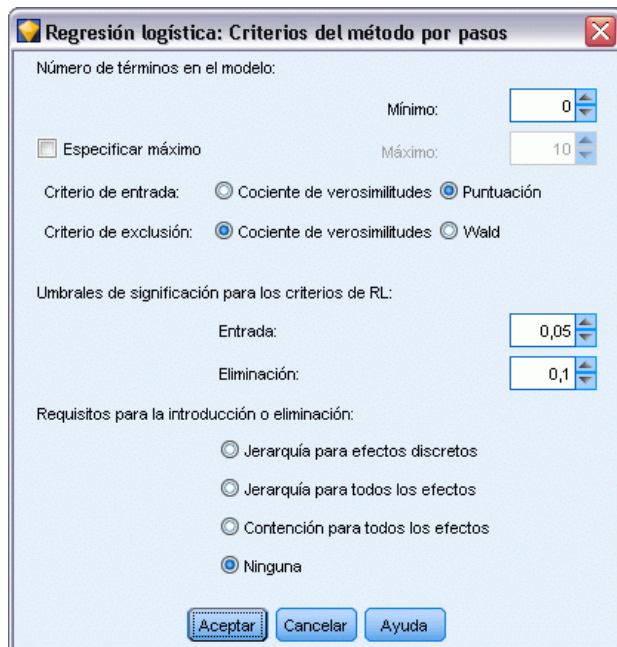 Regresión logística: Criterios del método por pasos
Número de términos en el modelo:
Mínimo: 0
Especificar máximo Máximo: 10
Criterio de entrada: Cociente de verosimilitudes Puntuación
Criterio de exclusión: Cociente de verosimilitudes Wald
Umbrales de significación para los criterios de RL:
Entrada: 0,05
Eliminación: 0,1
Requisitos para la introducción o eliminación:
Jerarquía para efectos discretos
Jerarquía para todos los efectos
Contención para todos los efectos
Ninguna
Aceptar Cancelar Ayuda